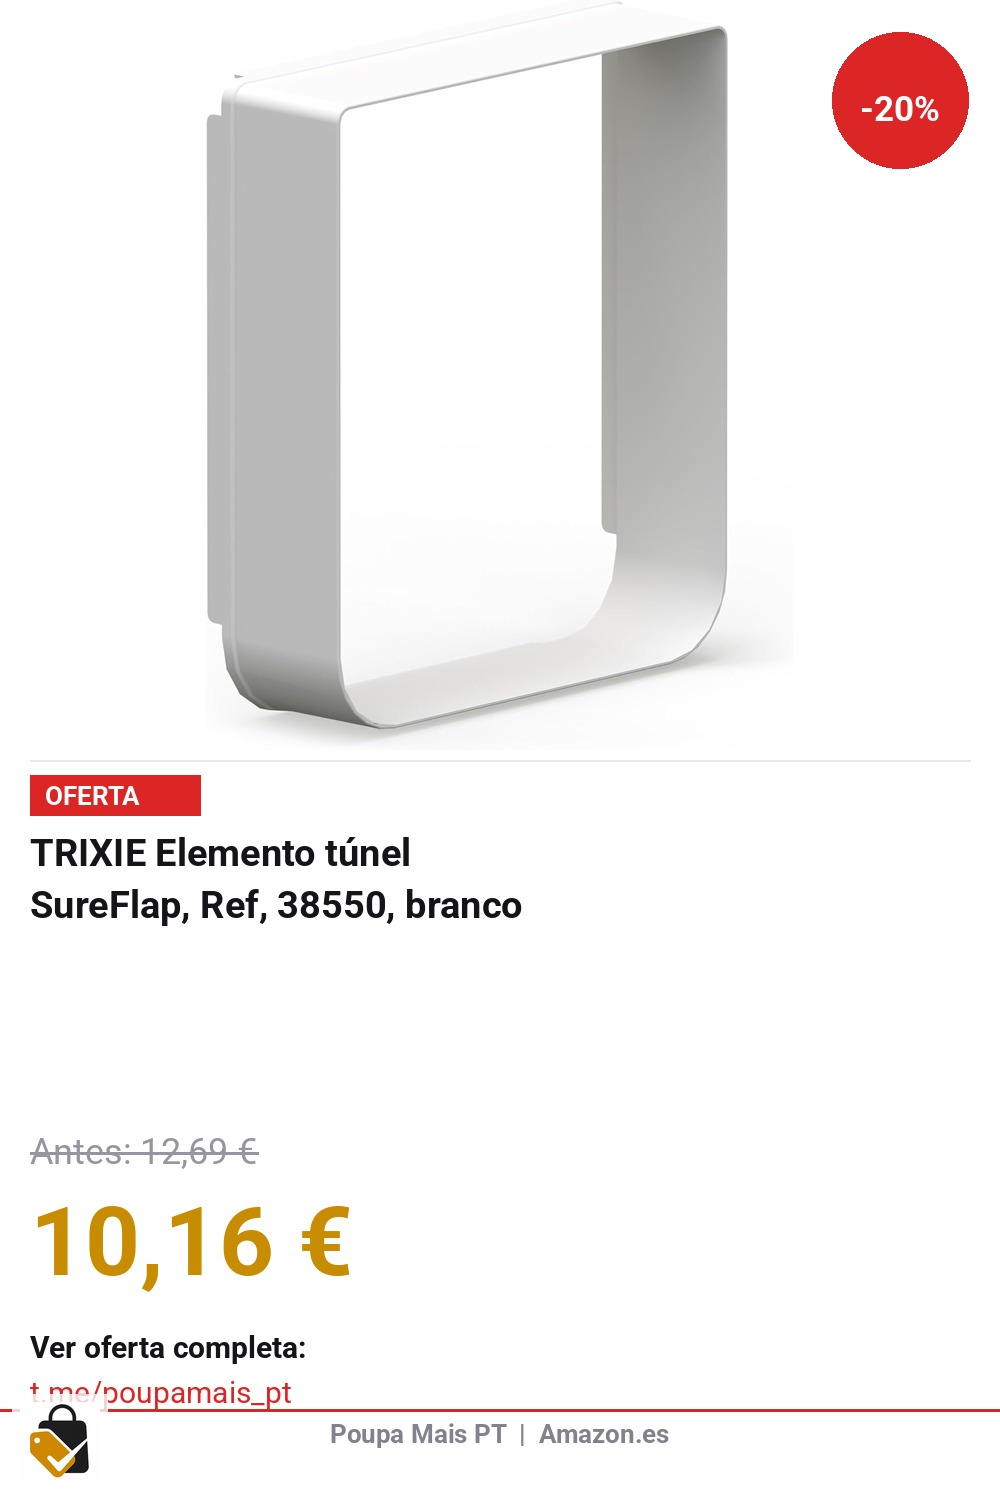 -20%
OFERTA
TRIXIE Elemento túnel
SureFlap, Ref, 38550, branco
Antes: 12,69 €
10,16 €
Ver oferta completa:
t.me/poupamais_pt
Poupa Mais PT | Amazon.es